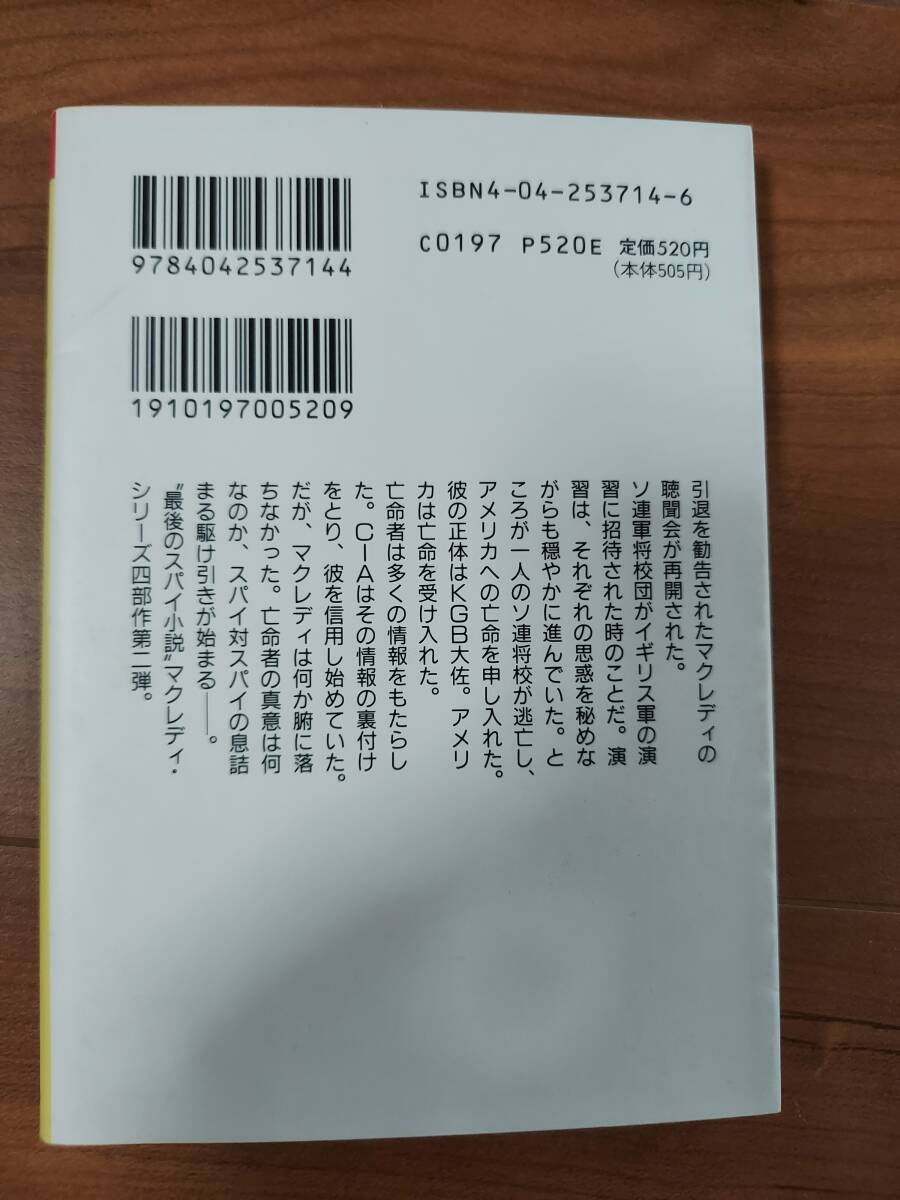 ISBN4-04-253714-6
C0197 P520E 定価520円
(本体505円)
9784042537144
1910197005209
引退を勧告されたマクレディの
聴聞会が再開された。
ソ連軍将校団がイギリス軍の演
習に招待された時のことだ。演
習は、それぞれの思惑を秘めな
がらも穏やかに進んでいた。と
ころが一人のソ連将校が逃亡し、
アメリカへの亡命を申し入れた。
彼の正体はKGB大佐。アメリ
カは亡命を受け入れた。
亡命者は多くの情報をもたらし
た。CIAはその情報の裏付け
をとり、彼を信用し始めていた。
だが、マクレディは何か腑に落
ちなかった。亡命者の真意は何
なのか、スパイ対スパイの息詰
まる駆け引きが始まる——。
“最後のスパイ小説”マクレディ・
シリーズ四部作第二弾。